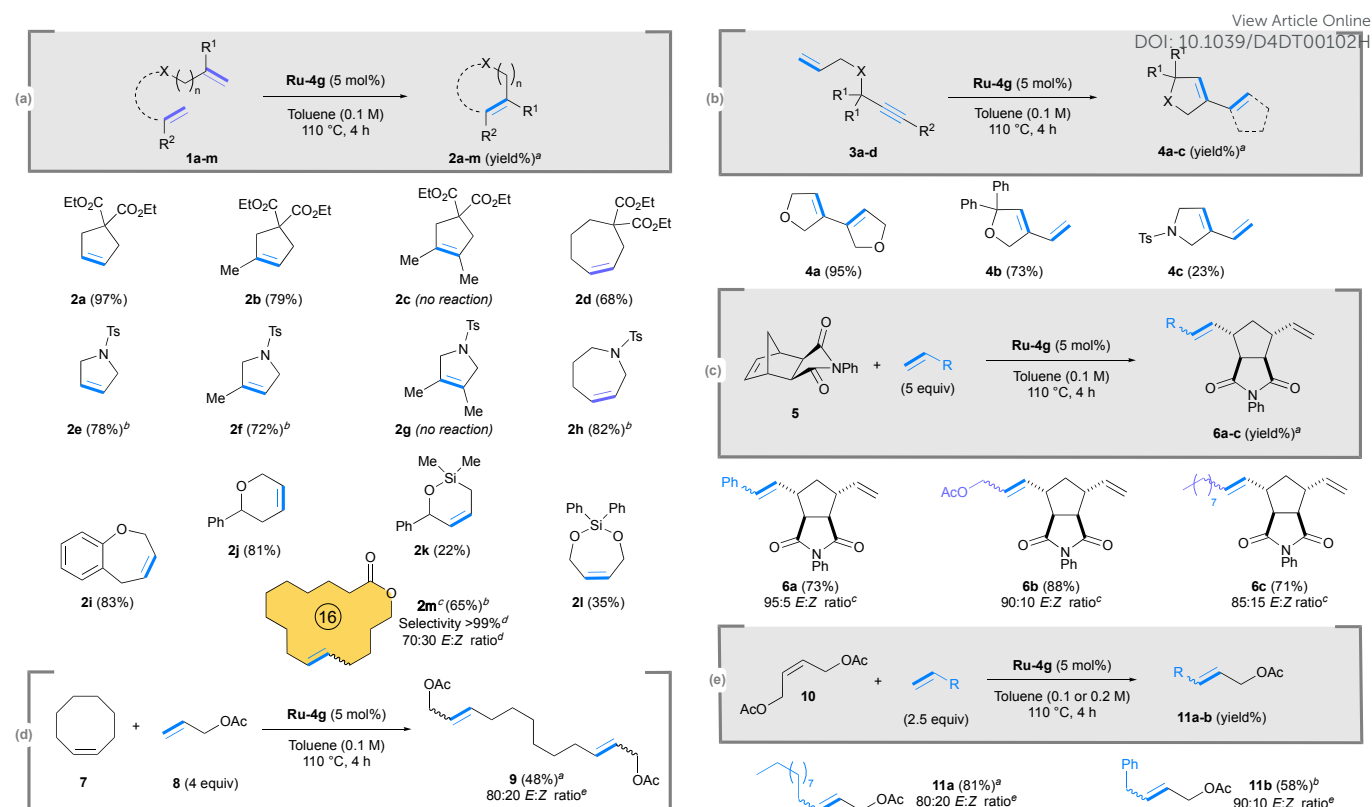 View Article Online
DOI: 10.1039/D4DT00102H
(a)
R1
X
n
R2
1a-m
Ru-4g (5 mol%)
Toluene (0.1 M)
110 °C, 4 h
X
n
R1
R2
2a-m (yield%)a
EtO2C
CO2Et
2a (97%)
EtO2C
CO2Et
Me
2b (79%)
EtO2C
CO2Et
Me
Me
2c (no reaction)
CO2Et
CO2Et
2d (68%)
Ts
N
2e (78%)b
Ts
N
Me
2f (72%)b
Ts
N
Me
Me
2g (no reaction)
N
Ts
2h (82%)b
O
2i (83%)
O
Ph
2j (81%)
Me
Me
Si
O
Ph
2k (22%)
Ph
Ph
Si
O
O
2l (35%)
O
O
16
2mc (65%)b
Selectivity >99%d
70:30 E:Z ratiod
(b)
X
R1
R1
R2
3a-d
Ru-4g (5 mol%)
Toluene (0.1 M)
110 °C, 4 h
R1
R1
X
4a-c (yield%)a
O
O
4a (95%)
Ph
Ph
O
4b (73%)
Ts
N
4c (23%)
(c)
O
NPh
O
5
+
R
(5 equiv)
Ru-4g (5 mol%)
Toluene (0.1 M)
110 °C, 4 h
R
O
N
O
Ph
6a-c (yield%)a
Ph
O
N
O
Ph
6a (73%)
95:5 E:Z ratioc
AcO
O
N
O
Ph
6b (88%)
90:10 E:Z ratioc
7
O
N
O
Ph
6c (71%)
85:15 E:Z ratioc
(d)
7
+
OAc
8 (4 equiv)
Ru-4g (5 mol%)
Toluene (0.1 M)
110 °C, 4 h
OAc
OAc
9 (48%)a
80:20 E:Z ratioe
(e)
OAc
AcO
10
+
R
(2.5 equiv)
Ru-4g (5 mol%)
Toluene (0.1 or 0.2 M)
110 °C, 4 h
R
OAc
11a-b (yield%)
7
OAc
11a (81%)a
80:20 E:Z ratioe
Ph
OAc
11b (58%)b
90:10 E:Z ratioe